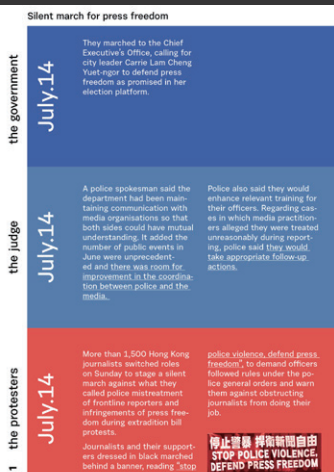 Silent march for press freedom
the government
July.14
They marched to the Chief
Executive's Office, calling for
city leader Carrie Lam Cheng
Yuet-ngor to defend press
freedom as promised in her
election platform.
the judge
July.14
A police spokesman said the
department had been main-
taining communication with
media organisations so that
both sides could have mutual
understanding. It added the
number of public events in
June were unprecedent-
ed and there was room for
improvement in the coordina-
tion between police and the
media.
Police also said they would
enhance relevant training for
their officers. Regarding cas-
es in which media practition-
ers alleged they were treated
unreasonably during report-
ing, police said they would
take appropriate follow-up
actions.
1
the protesters
July.14
More than 1,500 Hong Kong
journalists switched roles
on Sunday to stage a silent
march against what they
called police mistreatment
of frontline reporters and
infringements of press free-
dom during extradition bill
protests.
Journalists and their support-
ers dressed in black marched
behind a banner, reading "stop
police violence, defend press
freedom", to demand officers
followed rules under the po-
lice general orders and warn
them against obstructing
journalists from doing their
job.
停止警暴 捍衛新聞自由
STOP POLICE VIOLENCE,
DEFEND PRESS FREEDOM